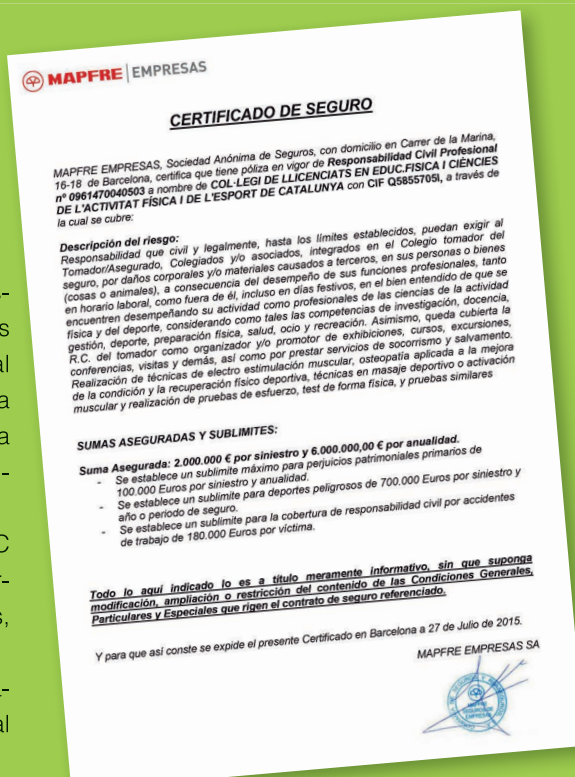 MAPFRE | EMPRESAS
CERTIFICADO DE SEGURO
MAPFRE EMPRESAS, Sociedad Anónima de Seguros, con domicilio en Carrer de la Marina,
16-18 de Barcelona, certifica que tiene póliza en vigor de Responsabilidad Civil Profesional
nº 0961470040503 a nombre de COL·LEGI DE LLICENCIATS EN EDUC.FISICA I CIÈNCIES
DE L'ACTIVITAT FÍSICA I DE L'ESPORT DE CATALUNYA con CIF Q5855705I, a través de
la cual se cubre:
Descripción del riesgo:
Responsabilidad que civil y legalmente, hasta los límites establecidos, puedan exigir al
Tomador/Asegurado, Colegiados y/o asociados, integrados en el Colegio tomador del
seguro, por daños corporales y/o materiales causados a terceros, en sus personas o bienes
(cosas o animales), a consecuencia del desempeño de sus funciones profesionales, tanto
en horario laboral, como fuera de él, incluso en días festivos, en el bien entendido de que se
encuentren desempeñando su actividad como profesionales de las ciencias de la actividad
física y del deporte, considerando como tales las competencias de investigación, docencia,
gestión, deporte, preparación física, salud, ocio y recreación. Asimismo, queda cubierta la
R.C. del tomador como organizador y/o promotor de exhibiciones, cursos, excursiones,
conferencias, visitas y demás, así como por prestar servicios de socorrismo y salvamento.
Realización de técnicas de electro estimulación muscular, osteopatía aplicada a la mejora
de la condición y la recuperación físico deportiva, técnicas en masaje deportivo o activación
muscular y realización de pruebas de esfuerzo, test de forma física, y pruebas similares
SUMAS ASEGURADAS Y SUBLIMITES:
Suma Asegurada: 2.000.000 € por siniestro y 6.000.000,00 € por anualidad.
- Se establece un sublimite máximo para perjuicios patrimoniales primarios de
100.000 Euros por siniestro y anualidad.
- Se establece un sublimite para deportes peligrosos de 700.000 Euros por siniestro y
año o periodo de seguro.
- Se establece un sublimite para la cobertura de responsabilidad civil por accidentes
de trabajo de 180.000 Euros por víctima.
Todo lo aquí indicado lo es a título meramente informativo, sin que suponga
modificación, ampliación o restricción del contenido de las Condiciones Generales,
Particulares y Especiales que rigen el contrato de seguro referenciado.
Y para que así conste se expide el presente Certificado en Barcelona a 27 de Julio de 2015.
MAPFRE EMPRESAS SA